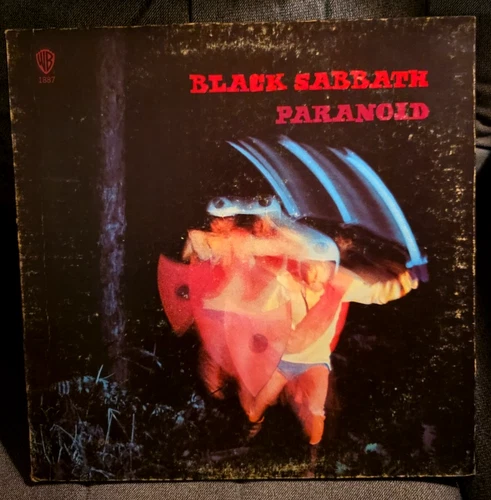 WB
1887
BLACK SABBATH
PARANOID